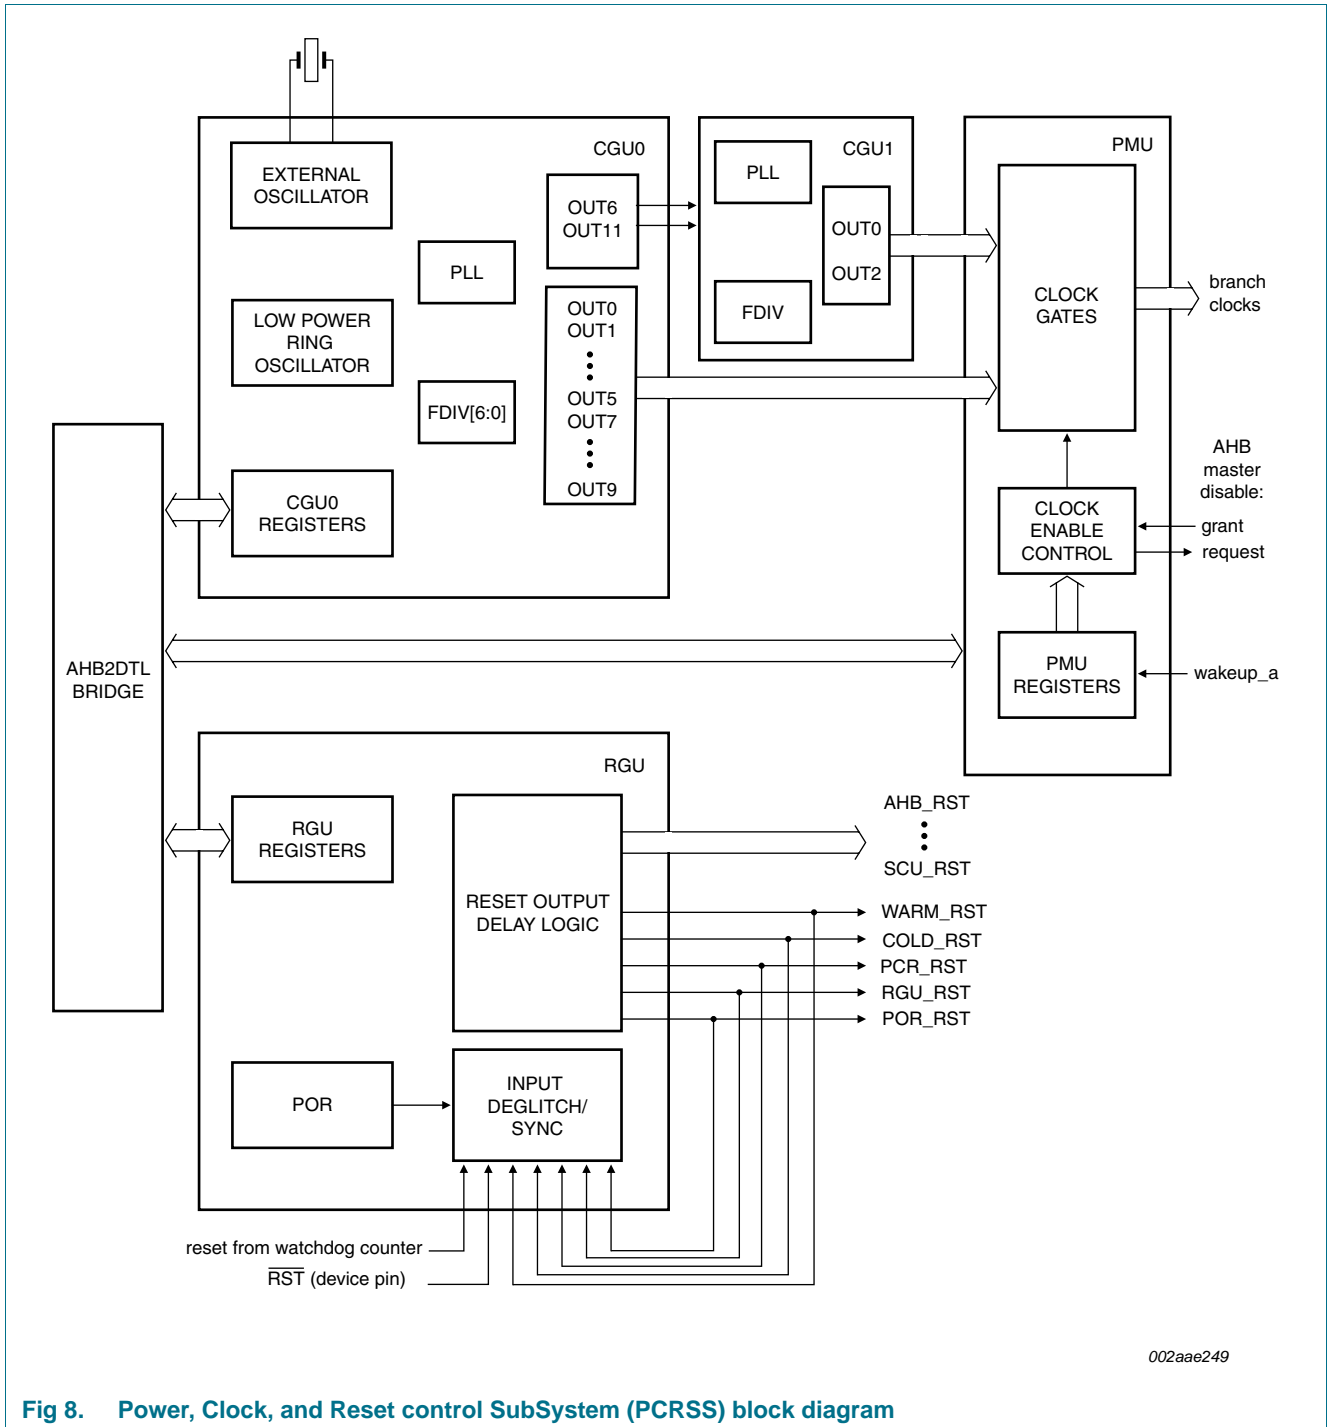 CGU0
EXTERNAL
OSCILLATOR
LOW POWER
RING
OSCILLATOR
CGU0
REGISTERS
PLL
FDIV[6:0]
OUT6
OUT11
OUT0
OUT1
OUT5
OUT7
OUT9
CGU1
PLL
FDIV
OUT0
OUT2
PMU
CLOCK
GATES
branch
clocks
AHB
master
disable:
grant
request
CLOCK
ENABLE
CONTROL
PMU
REGISTERS
wakeup_a
AHB2DTL
BRIDGE
RGU
RGU
REGISTERS
RESET OUTPUT
DELAY LOGIC
AHB_RST
SCU_RST
WARM_RST
COLD_RST
PCR_RST
RGU_RST
POR_RST
POR
INPUT
DEGLITCH/
SYNC
reset from watchdog counter
RST (device pin)
002aae249
Fig 8. Power, Clock, and Reset control SubSystem (PCRSS) block diagram